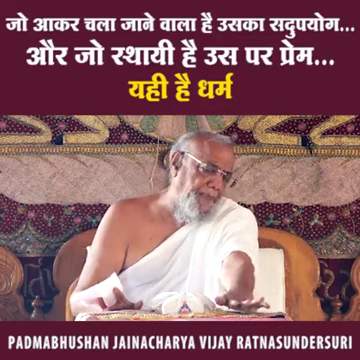 जो आकर चला जाने वाला है उसका सदुपयोग...
और जो स्थायी है उस पर प्रेम...
यही है धर्म
PADMABHUSHAN JAINACHARYA VIJAY RATNASUNDERSURI